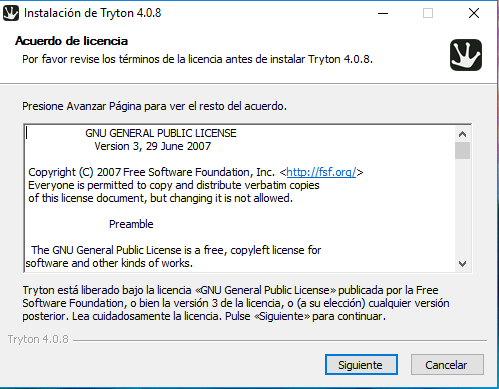 Instalación de Tryton 4.0.8
Acuerdo de licencia
Por favor revise los términos de la licencia antes de instalar Tryton 4.0.8.
Presione Avanzar Página para ver el resto del acuerdo.
GNU GENERAL PUBLIC LICENSE
Version 3, 29 June 2007
Copyright (C) 2007 Free Software Foundation, Inc. <http://fsf.org/>
Everyone is permitted to copy and distribute verbatim copies
of this license document, but changing it is not allowed.
Preamble
The GNU General Public License is a free, copyleft license for
software and other kinds of works.
Tryton está liberado bajo la licencia «GNU General Public License» publicada por la Free
Software Foundation, o bien la versión 3 de la licencia, o (a su elección) cualquier versión
posterior. Lea cuidadosamente la licencia. Pulse «Siguiente» para continuar.
Tryton 4.0.8
Siguiente
Cancelar